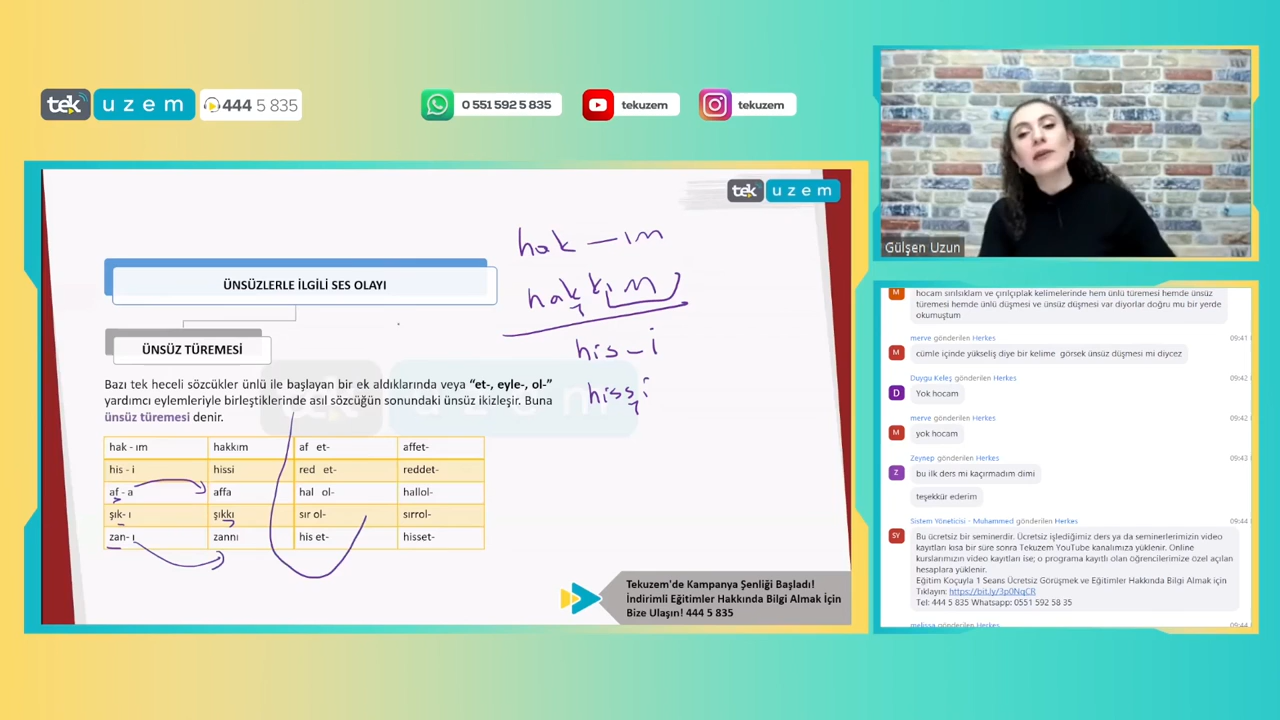 tek uzem 444 5 835
0 551 592 5 835
tekuzem
tekuzem
tek uzem
hak – ım
hakkım
his – i
hissi
ÜNSÜZLERLE İLGİLİ SES OLAYI
ÜNSÜZ TÜREMESİ
Bazı tek heceli sözcükler ünlü ile başlayan bir ek aldıklarında veya “et-, eyle-, ol-”
yardımcı eylemleriyle birleştiklerinde asıl sözcüğün sonundaki ünsüz ikizleşir. Buna
ünsüz türemesi denir.
hak - ım hakkım af et- affet-
his - i hissi red et- reddet-
af - a affa hal ol- hallol-
şık- ı şıkkı sır ol- sırrol-
zan- ı zannı his et- hisset-
Tekuzem'de Kampanya Şenliği Başladı!
İndirimli Eğitimler Hakkında Bilgi Almak İçin
Bize Ulaşın! 444 5 835
Gülşen Uzun
M
hocam sırılsıklam ve çırılçıplak kelimelerinde hem ünlü türemesi hemde ünsüz
türemesi hemde ünlü düşmesi ve ünsüz düşmesi var diyorlar doğru mu bir yerde
okumuştum
merve gönderilen Herkes 09:41
M
cümle içinde yükseliş diye bir kelime görsek ünsüz düşmesi mi diycez
Duygu Keleş gönderilen Herkes 09:42
D
Yok hocam
merve gönderilen Herkes 09:42
M
yok hocam
Zeynep gönderilen Herkes 09:43
Z
bu ilk ders mi kaçırmadım dimi
teşekkür ederim
Sistem Yöneticisi - Muhammed gönderilen Herkes 09:44
SY
Bu ücretsiz bir seminerdir. Ücretsiz işlediğimiz ders ya da seminerlerimizin video
kayıtları kısa bir süre sonra Tekuzem YouTube kanalımıza yüklenir. Online
kurslarımızın video kayıtları ise; o programa kayıtlı olan öğrencilerimize özel açılan
hesaplara yüklenir.
Eğitim Koçuyla 1 Seans Ücretsiz Görüşmek ve Eğitimler Hakkında Bilgi Almak için
Tıklayın: https://bit.ly/3p0NqCR
Tel: 444 5 835 Whatsapp: 0551 592 58 35
melissa gönderilen Herkes 09:44